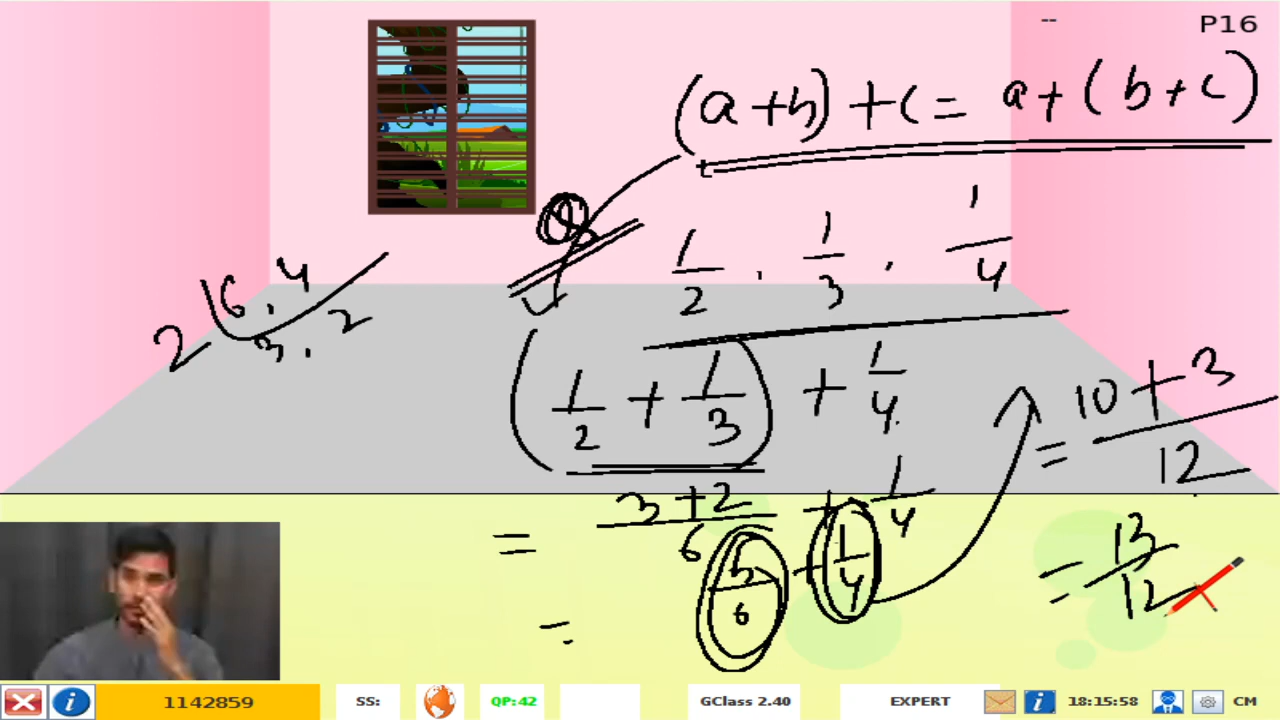 -- P16
(a+b)+c = a+(b+c)
1/2 , 1/3 , 1/4
2 6, 4
3, 2
(1/2 + 1/3) + 1/4
= 3+2/6 + 1/4
= 5/6 + 1/4
= 10+3/12
= 13/12
1142859 SS: QP:42 GClass 2.40 EXPERT 18:15:58 CM